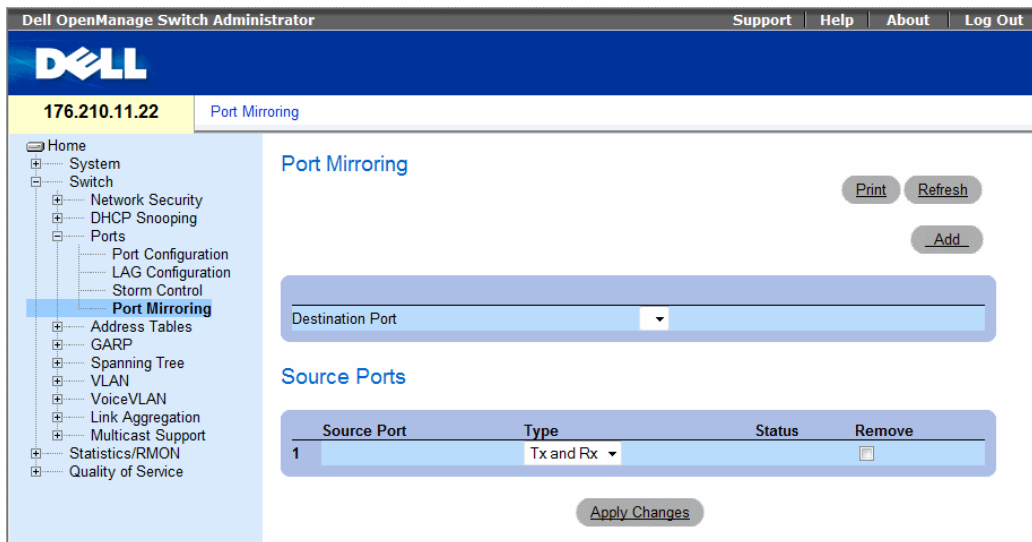 Dell OpenManage Switch Administrator Support Help About Log Out
DELL
176.210.11.22 Port Mirroring
Home
System
Switch
Network Security
DHCP Snooping
Ports
Port Configuration
LAG Configuration
Storm Control
Port Mirroring
Address Tables
GARP
Spanning Tree
VLAN
VoiceVLAN
Link Aggregation
Multicast Support
Statistics/RMON
Quality of Service
Port Mirroring
Print Refresh
Add
Destination Port
Source Ports
Source Port Type Status Remove
1 Tx and Rx
Apply Changes